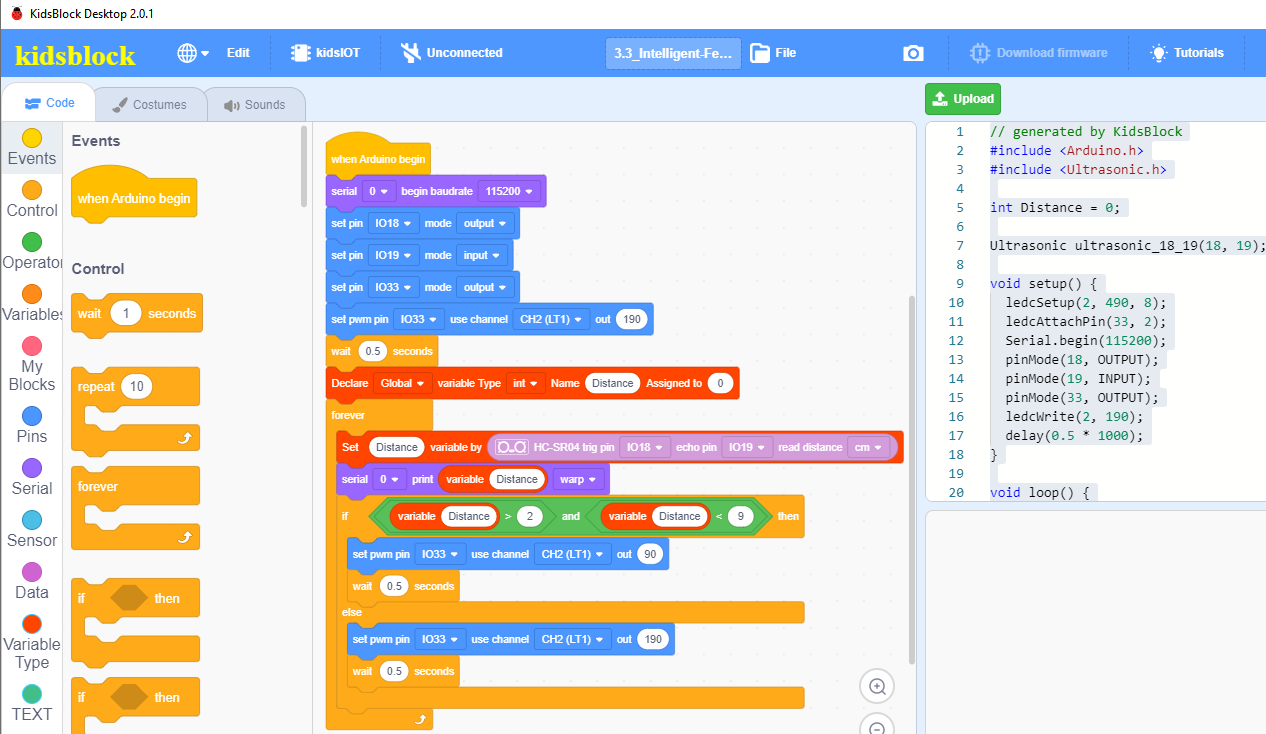 KidsBlock Desktop 2.0.1
kidsblock
Edit
kidsIOT
Unconnected
3.3_Intelligent-Fe...
File
Download firmware
Tutorials
Code
Costumes
Sounds
Upload
Events
Control
Operator
Variables
My
Blocks
Pins
Serial
Sensor
Data
Variable
Type
TEXT
Events
when Arduino begin
Control
wait 1 seconds
repeat 10
forever
if then
if then
when Arduino begin
serial 0 begin baudrate 115200
set pin IO18 mode output
set pin IO19 mode input
set pin IO33 mode output
set pwm pin IO33 use channel CH2 (LT1) out 190
wait 0.5 seconds
Declare Global variable Type int Name Distance Assigned to 0
forever
Set Distance variable by HC-SR04 trig pin IO18 echo pin IO19 read distance cm
serial 0 print variable Distance warp
if variable Distance > 2 and variable Distance < 9 then
set pwm pin IO33 use channel CH2 (LT1) out 90
wait 0.5 seconds
else
set pwm pin IO33 use channel CH2 (LT1) out 190
wait 0.5 seconds
1 // generated by KidsBlock
2 #include <Arduino.h>
3 #include <Ultrasonic.h>
4
5 int Distance = 0;
6
7 Ultrasonic ultrasonic_18_19(18, 19);
8
9 void setup() {
10 ledcSetup(2, 490, 8);
11 ledcAttachPin(33, 2);
12 Serial.begin(115200);
13 pinMode(18, OUTPUT);
14 pinMode(19, INPUT);
15 pinMode(33, OUTPUT);
16 ledcWrite(2, 190);
17 delay(0.5 * 1000);
18 }
19
20 void loop() {